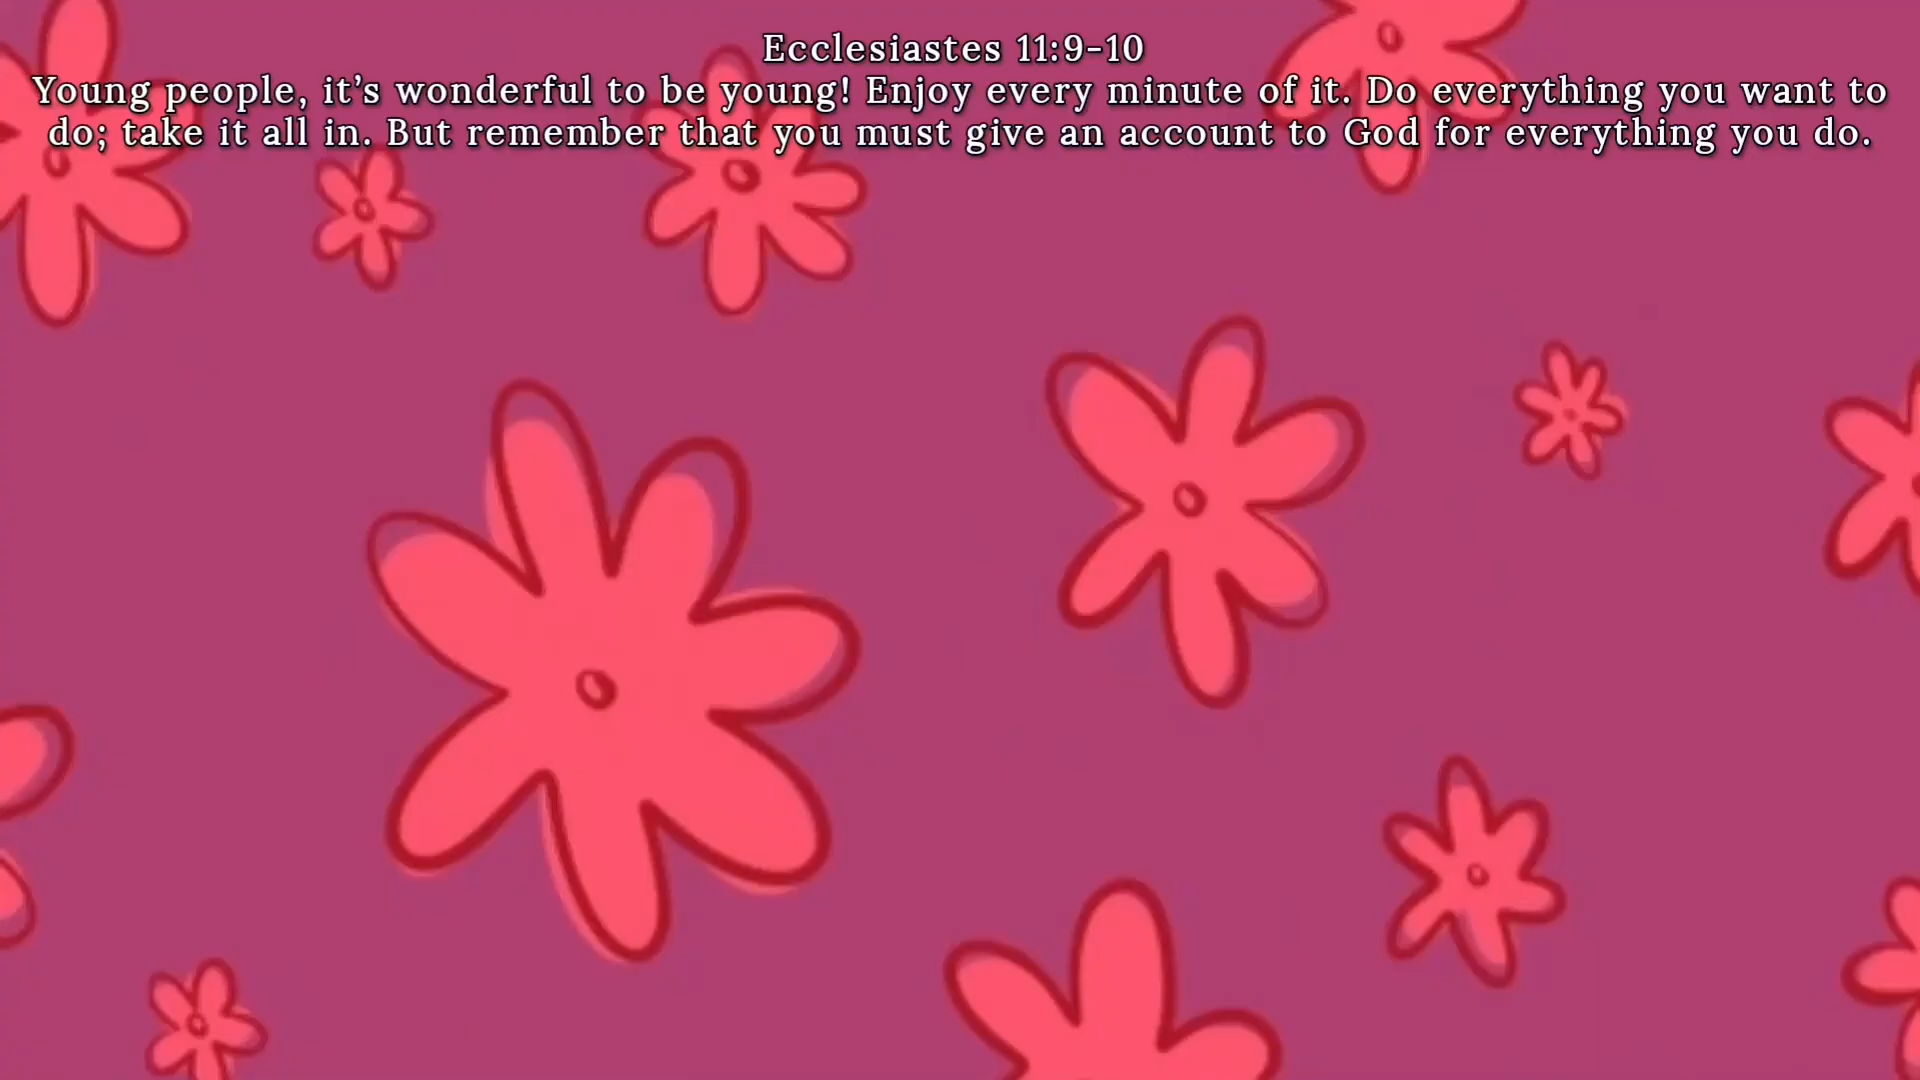 Ecclesiastes 11:9-10
Young people, it’s wonderful to be young! Enjoy every minute of it. Do everything you want to
do; take it all in. But remember that you must give an account to God for everything you do.